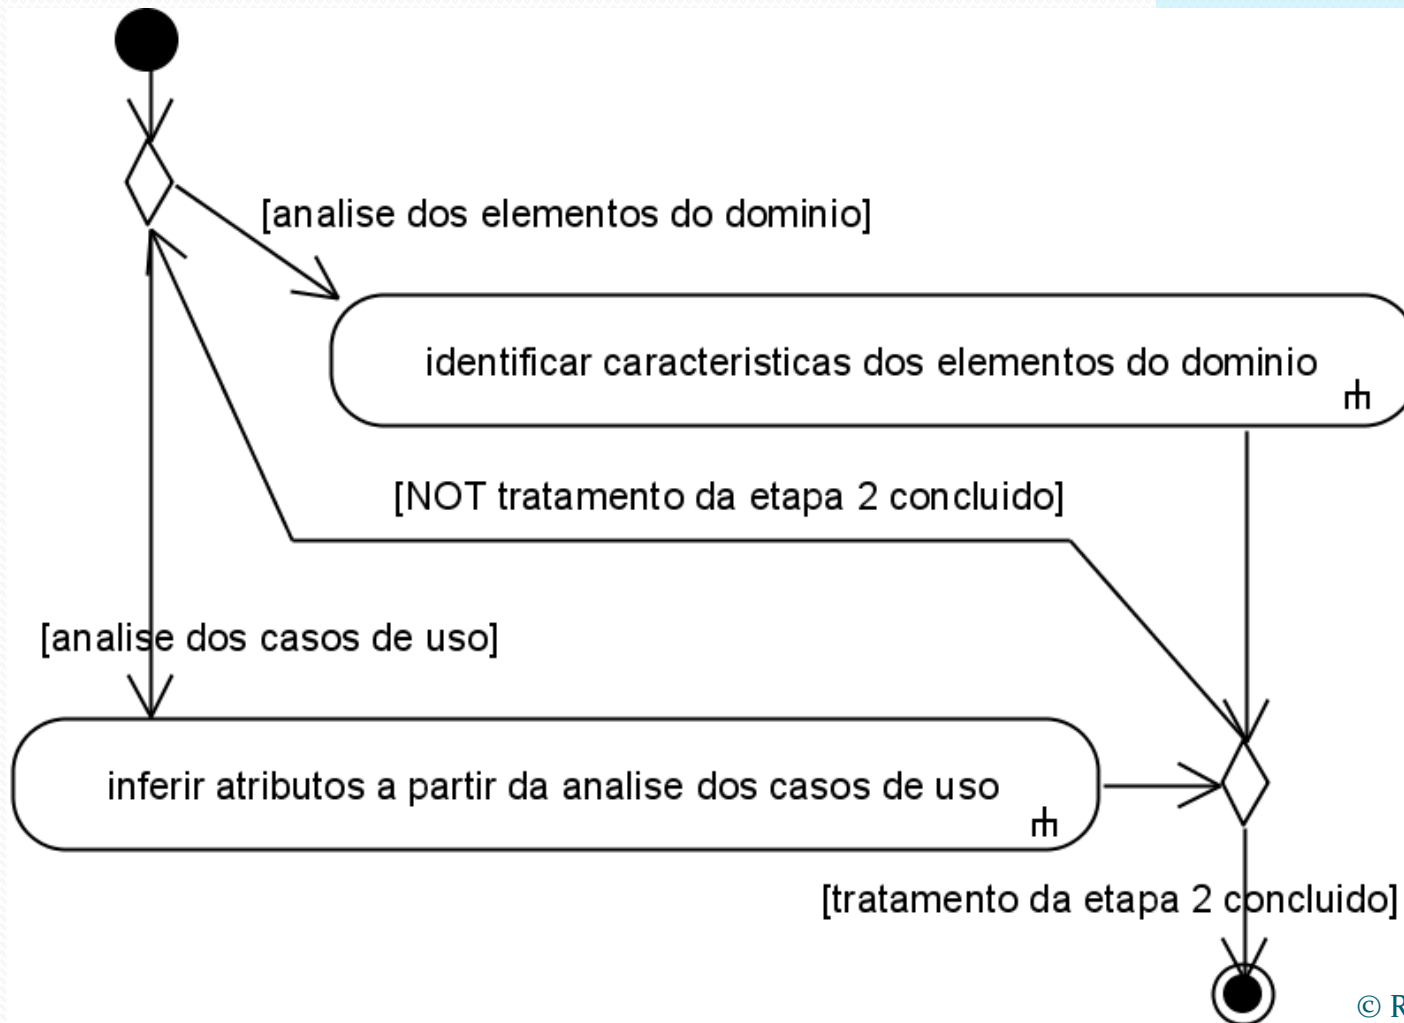 [analise dos elementos do dominio]
identificar caracteristicas dos elementos do dominio
[NOT tratamento da etapa 2 concluido]
[analise dos casos de uso]
inferir atributos a partir da analise dos casos de uso
[tratamento da etapa 2 concluido]
© R